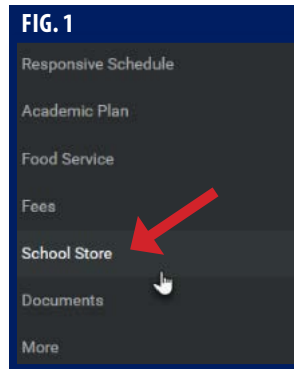 FIG. 1
Responsive Schedule
Academic Plan
Food Service
Fees
School Store
Documents
More